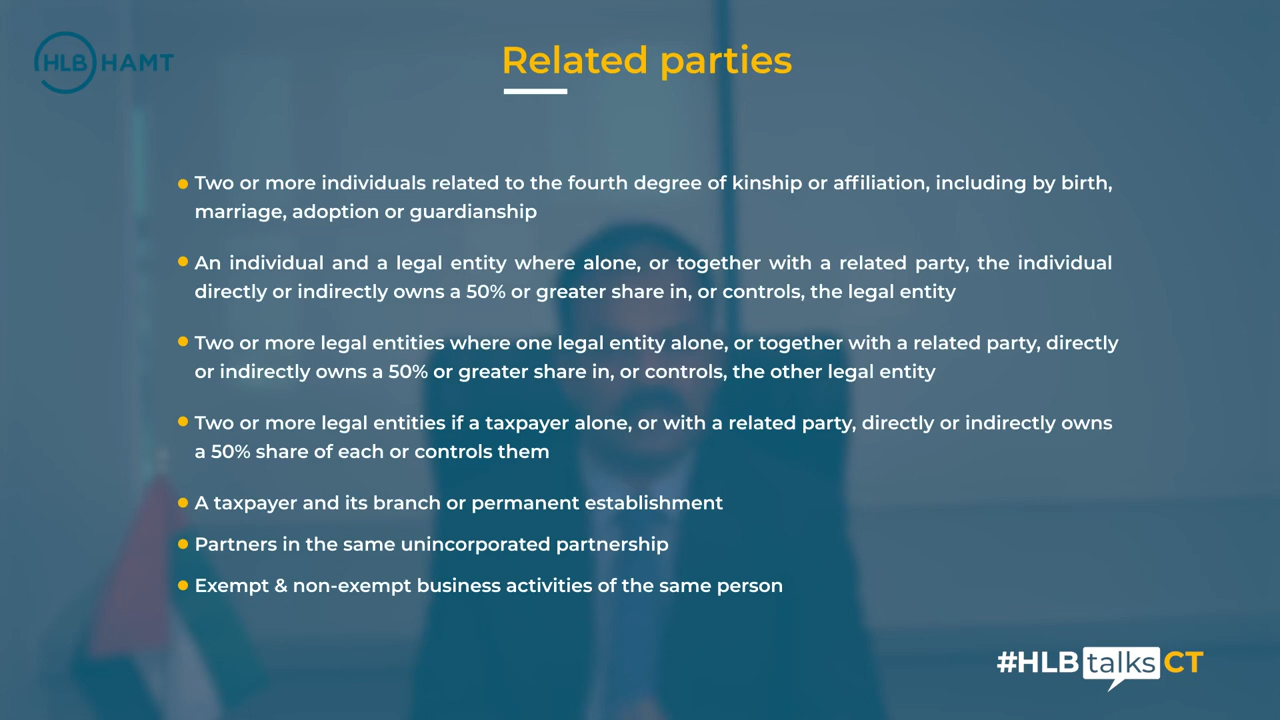 HLB HAMT
Related parties
Two or more individuals related to the fourth degree of kinship or affiliation, including by birth,
marriage, adoption or guardianship
An individual and a legal entity where alone, or together with a related party, the individual
directly or indirectly owns a 50% or greater share in, or controls, the legal entity
Two or more legal entities where one legal entity alone, or together with a related party, directly
or indirectly owns a 50% or greater share in, or controls, the other legal entity
Two or more legal entities if a taxpayer alone, or with a related party, directly or indirectly owns
a 50% share of each or controls them
A taxpayer and its branch or permanent establishment
Partners in the same unincorporated partnership
Exempt & non-exempt business activities of the same person
#HLB talks CT